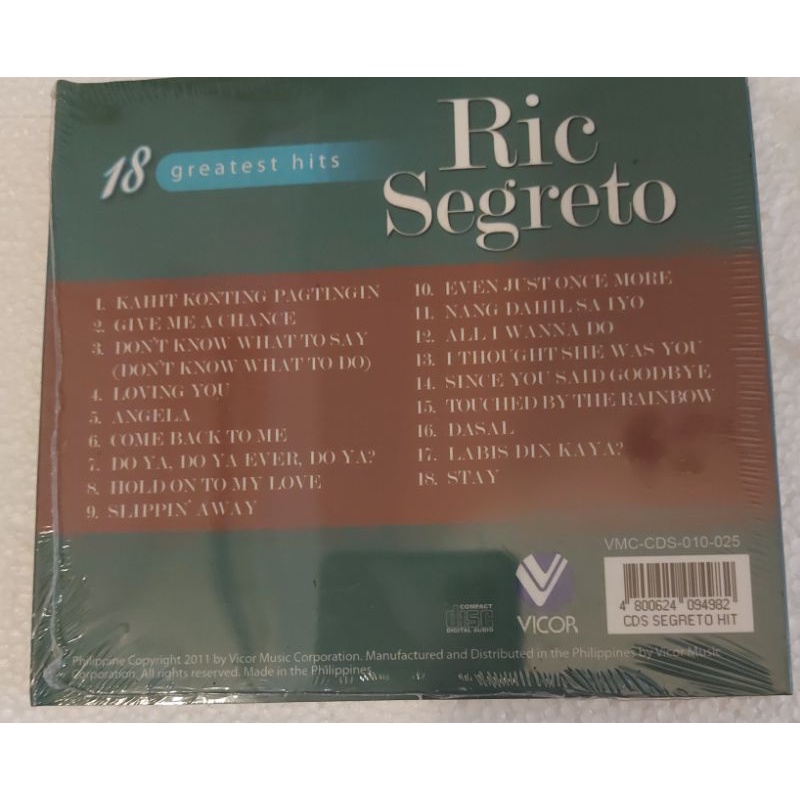 18 greatest hits
Ric
Segreto
1. KAHIT KONTING PAGTINGIN
2. GIVE ME A CHANCE
3. DON'T KNOW WHAT TO SAY
(DON'T KNOW WHAT TO DO)
4. LOVING YOU
5. ANGELA
6. COME BACK TO ME
7. DO YA, DO YA EVER, DO YA?
8. HOLD ON TO MY LOVE
9. SLIPPIN' AWAY
10. EVEN JUST ONCE MORE
11. NANG DAHIL SA IYO
12. ALL I WANNA DO
13. I THOUGHT SHE WAS YOU
14. SINCE YOU SAID GOODBYE
15. TOUCHED BY THE RAINBOW
16. DASAL
17. LABIS DIN KAYA?
18. STAY
VMC-CDS-010-025
COMPACT
disc
DIGITAL AUDIO
VICOR
4 800624 094982
CDS SEGRETO HIT
Philippine Copyright 2011 by Vicor Music Corporation. Manufactured and Distributed in the Philippines by Vicor Music
Corporation. All rights reserved. Made in the Philippines